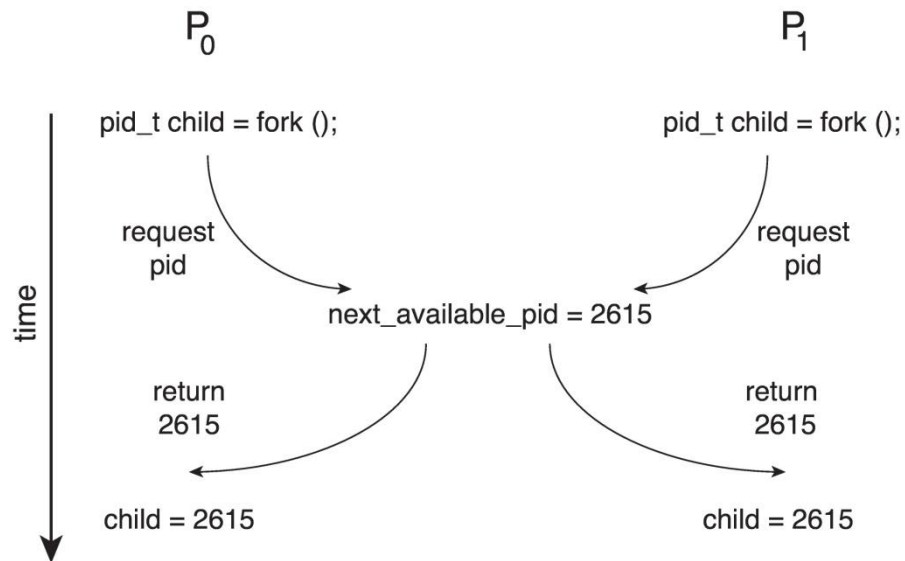 P0 P1
pid_t child = fork (); pid_t child = fork ();
request request
pid pid
time
next_available_pid = 2615
return return
2615 2615
child = 2615 child = 2615